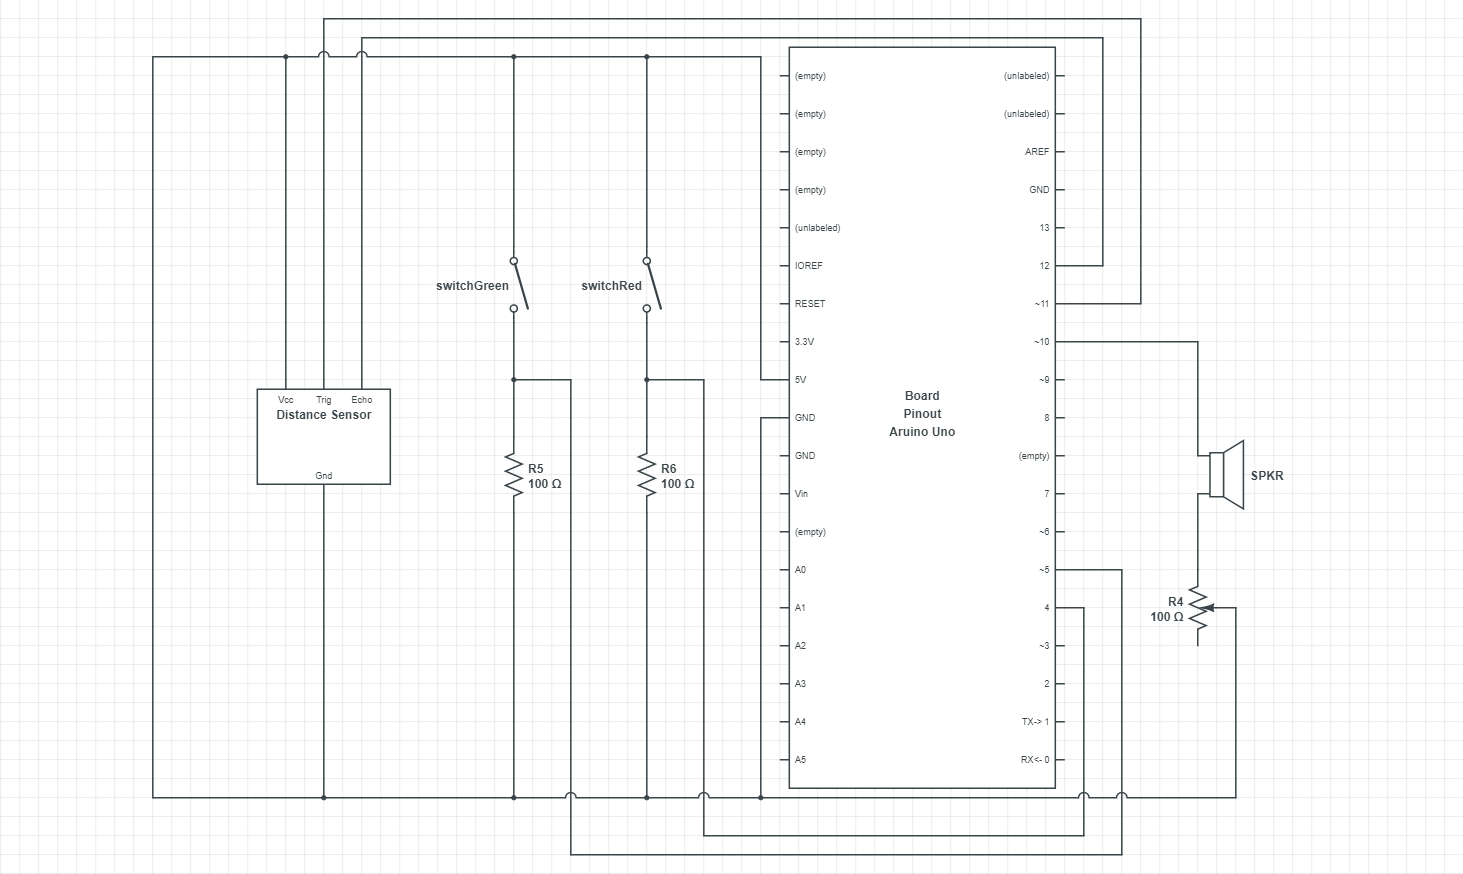 (empty)
(unlabeled)
(empty)
(unlabeled)
(empty)
AREF
(empty)
GND
(unlabeled)
13
IOREF
12
switchGreen
switchRed
RESET
~11
3.3V
~10
5V
~9
Vcc
Trig
Echo
Distance Sensor
Gnd
Board
Pinout
Aruino Uno
GND
8
GND
(empty)
R5
100 Ω
R6
100 Ω
SPKR
Vin
7
(empty)
~6
A0
~5
A1
4
R4
100 Ω
A2
~3
A3
2
A4
TX-> 1
A5
RX<- 0